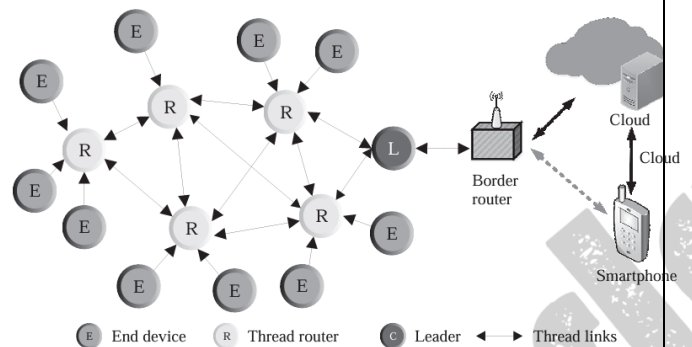 E
E
E
E
R
R
Cloud
R
L
Cloud
Border
router
E
R
R
E
E
Smartphone
E
E
E
E End device
R Thread router
C Leader
Thread links